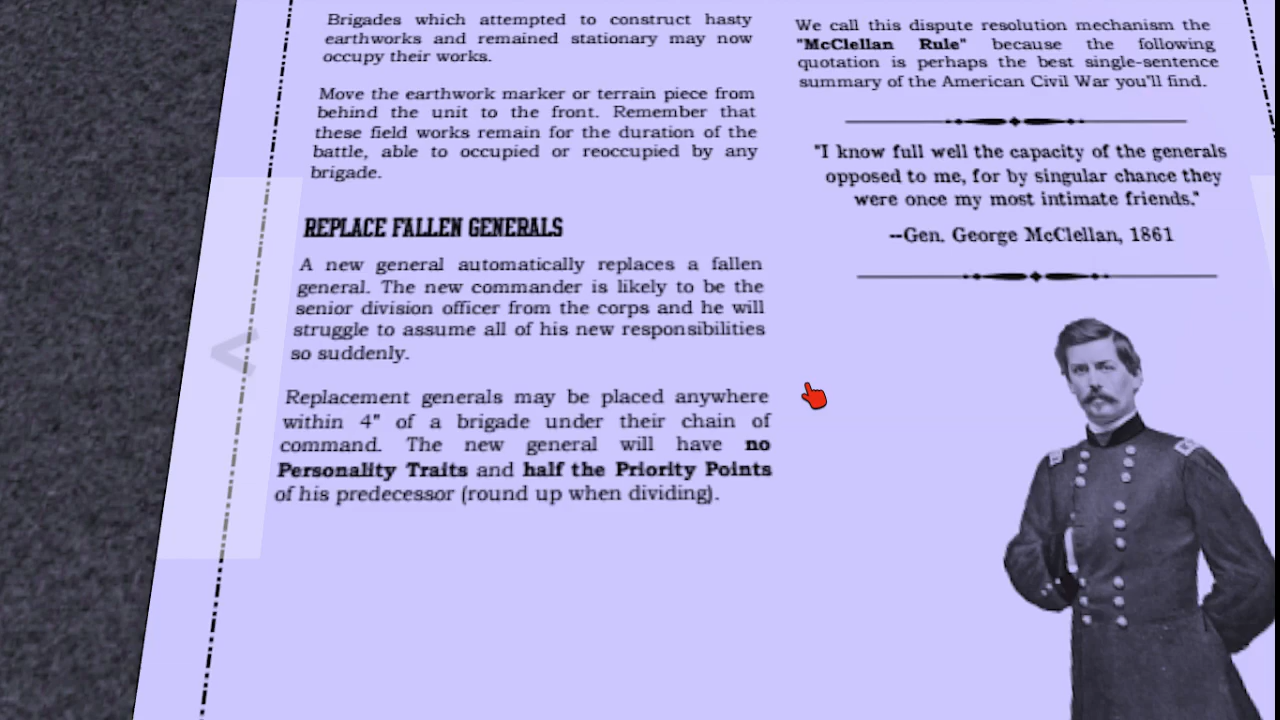 Brigades which attempted to construct hasty
earthworks and remained stationary may now
occupy their works.
Move the earthwork marker or terrain piece from
behind the unit to the front. Remember that
these field works remain for the duration of the
battle, able to occupied or reoccupied by any
brigade.
REPLACE FALLEN GENERALS
A new general automatically replaces a fallen
general. The new commander is likely to be the
senior division officer from the corps and he will
struggle to assume all of his new responsibilities
so suddenly.
Replacement generals may be placed anywhere
within 4" of a brigade under their chain of
command. The new general will have no
Personality Traits and half the Priority Points
of his predecessor (round up when dividing).
We call this dispute resolution mechanism the
"McClellan Rule" because the following
quotation is perhaps the best single-sentence
summary of the American Civil War you'll find.
"I know full well the capacity of the generals
opposed to me, for by singular chance they
were once my most intimate friends."
--Gen. George McClellan, 1861